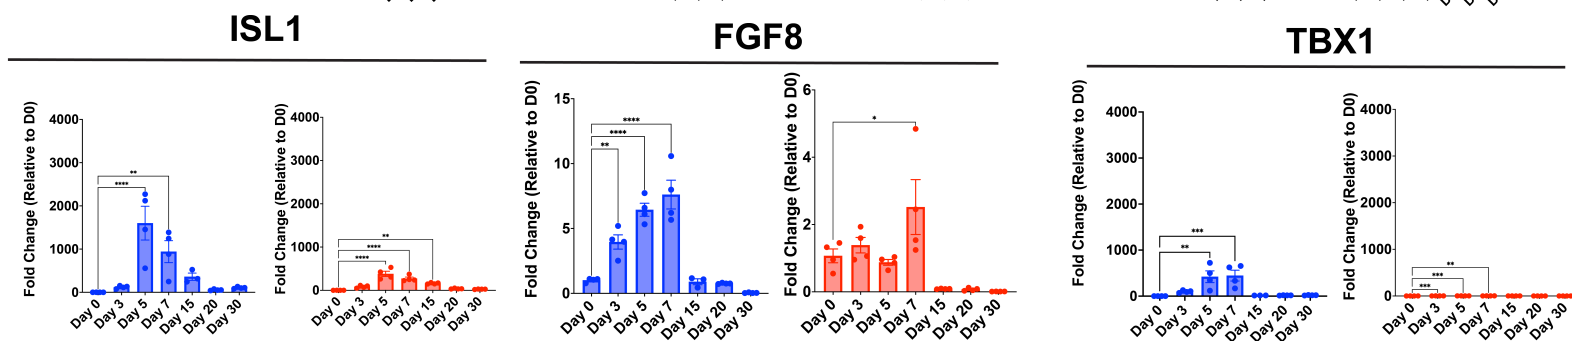 ISL1
FGF8
TBX1
Fold Change (Relative to D0)
4000
3000
2000
1000
0
**
****
Day 0
Day 3
Day 5
Day 7
Day 15
Day 20
Day 30
Fold Change (Relative to D0)
4000
3000
2000
1000
0
**
****
****
Day 0
Day 3
Day 5
Day 7
Day 15
Day 20
Day 30
Fold Change (Relative to D0)
15
10
5
0
****
****
**
Day 0
Day 3
Day 5
Day 7
Day 15
Day 20
Day 30
Fold Change (Relative to D0)
6
4
2
0
*
Day 0
Day 3
Day 5
Day 7
Day 15
Day 20
Day 30
Fold Change (Relative to D0)
4000
3000
2000
1000
0
***
**
Day 0
Day 3
Day 5
Day 7
Day 15
Day 20
Day 30
Fold Change (Relative to D0)
4000
3000
2000
1000
0
**
***
***
Day 0
Day 3
Day 5
Day 7
Day 15
Day 20
Day 30